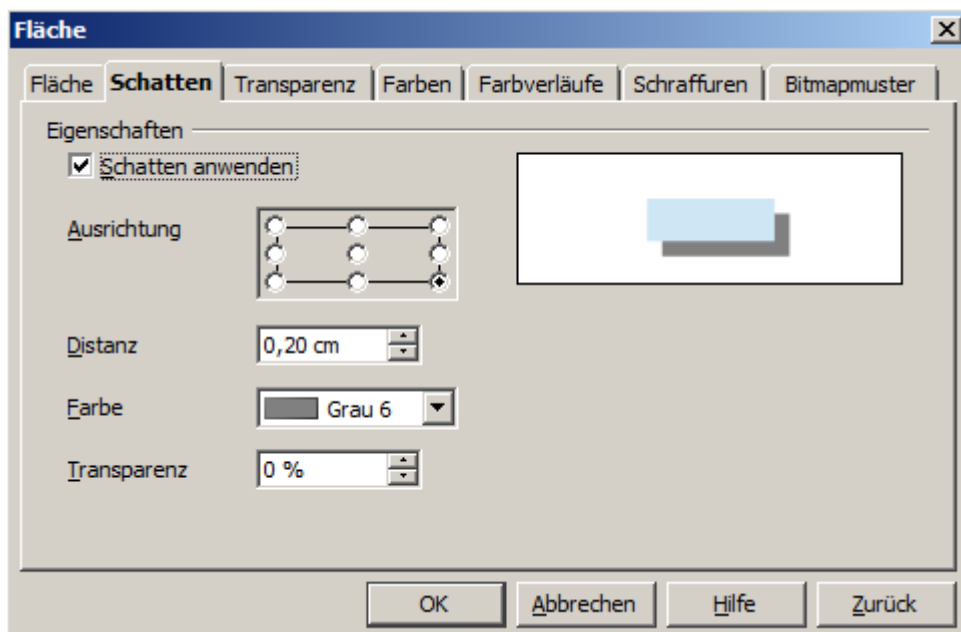 Fläche
Fläche Schatten Transparenz Farben Farbverläufe Schraffuren Bitmapmuster
Eigenschaften
Schatten anwenden
Ausrichtung
Distanz 0,20 cm
Farbe Grau 6
Transparenz 0 %
OK Abbrechen Hilfe Zurück